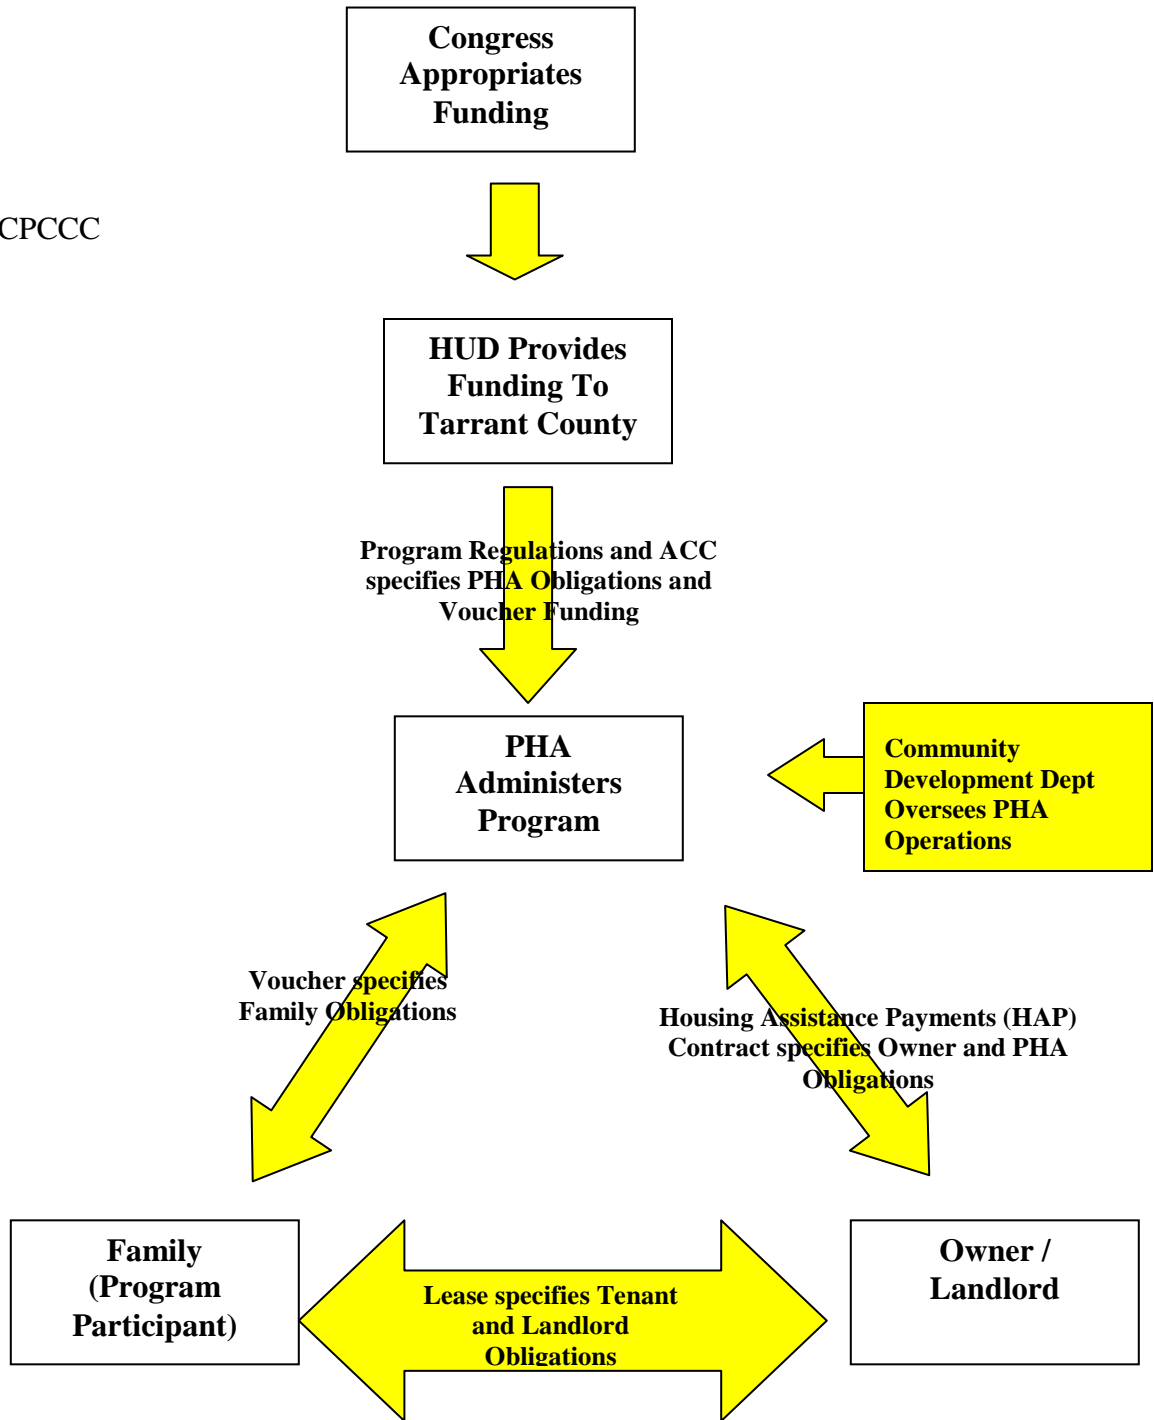 Congress
Appropriates
Funding
CPCCC
HUD Provides
Funding To
Tarrant County
Program Regulations and ACC
specifies PHA Obligations and
Voucher Funding
PHA
Administers
Program
Community
Development Dept
Oversees PHA
Operations
Voucher specifies
Family Obligations
Housing Assistance Payments (HAP)
Contract specifies Owner and PHA
Obligations
Family
(Program
Participant)
Lease specifies Tenant
and Landlord
Obligations
Owner /
Landlord